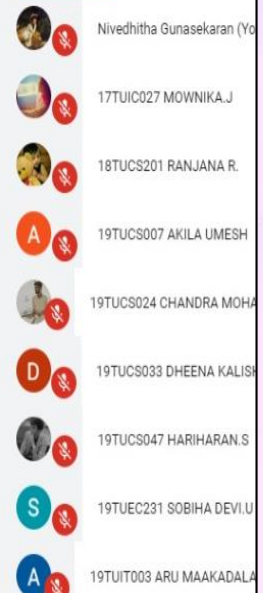 Nivedhitha Gunasekaran (Yo
17TUIC027 MOWNIKA.J
18TUCS201 RANJANA R.
A
19TUCS007 AKILA UMESH
19TUCS024 CHANDRA MOHA
D
19TUCS033 DHEENA KALISH
19TUCS047 HARIHARAN.S
S
19TUEC231 SOBIHA DEVI.U
A
19TUIT003 ARU MAAKADALA